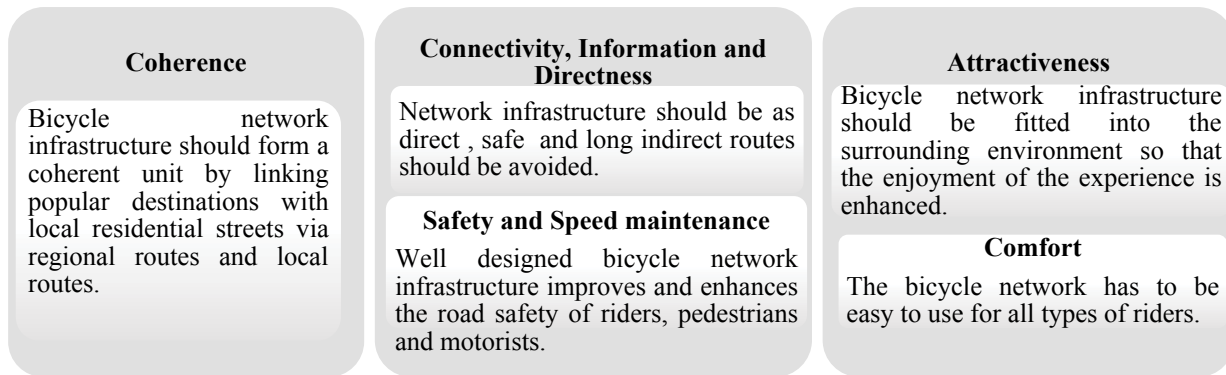 Coherence
Bicycle network
infrastructure should form a
coherent unit by linking
popular destinations with
local residential streets via
regional routes and local
routes.
Connectivity, Information and
Directness
Network infrastructure should be as
direct , safe and long indirect routes
should be avoided.
Safety and Speed maintenance
Well designed bicycle network
infrastructure improves and enhances
the road safety of riders, pedestrians
and motorists.
Attractiveness
Bicycle network infrastructure
should be fitted into the
surrounding environment so that
the enjoyment of the experience is
enhanced.
Comfort
The bicycle network has to be
easy to use for all types of riders.